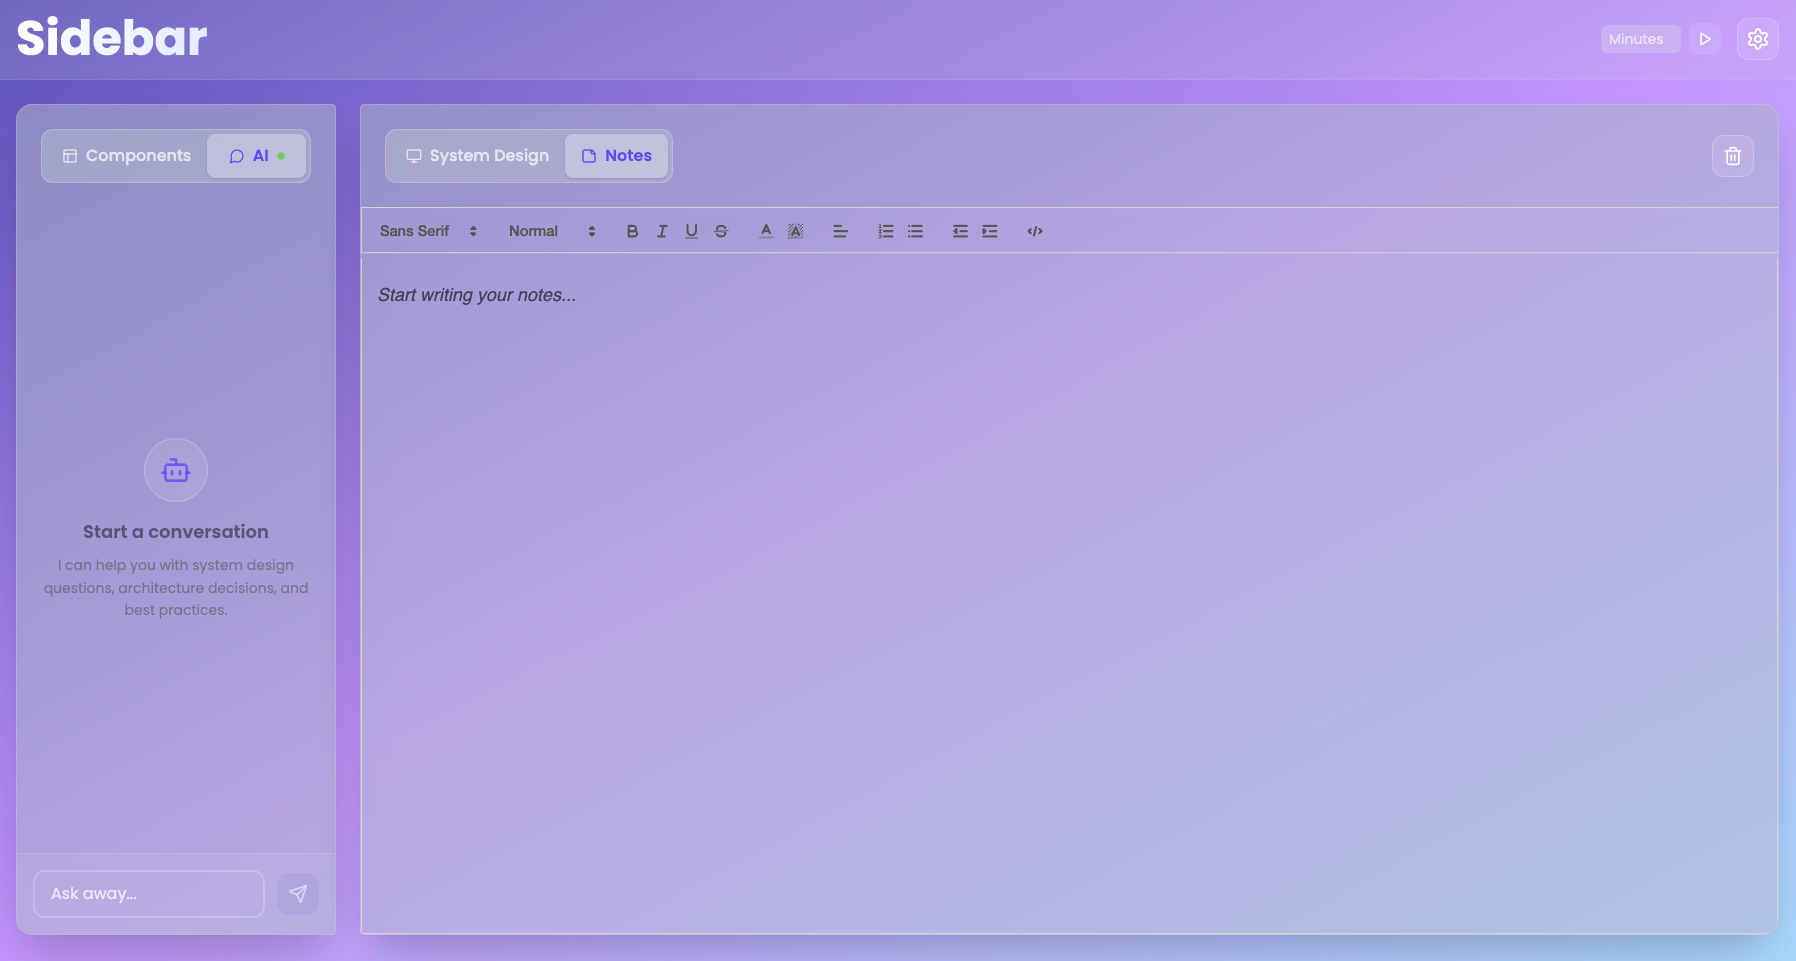 Sidebar
Minutes
Components
AI
System Design
Notes
Sans Serif
Normal
Start writing your notes...
Start a conversation
I can help you with system design
questions, architecture decisions, and
best practices.
Ask away...